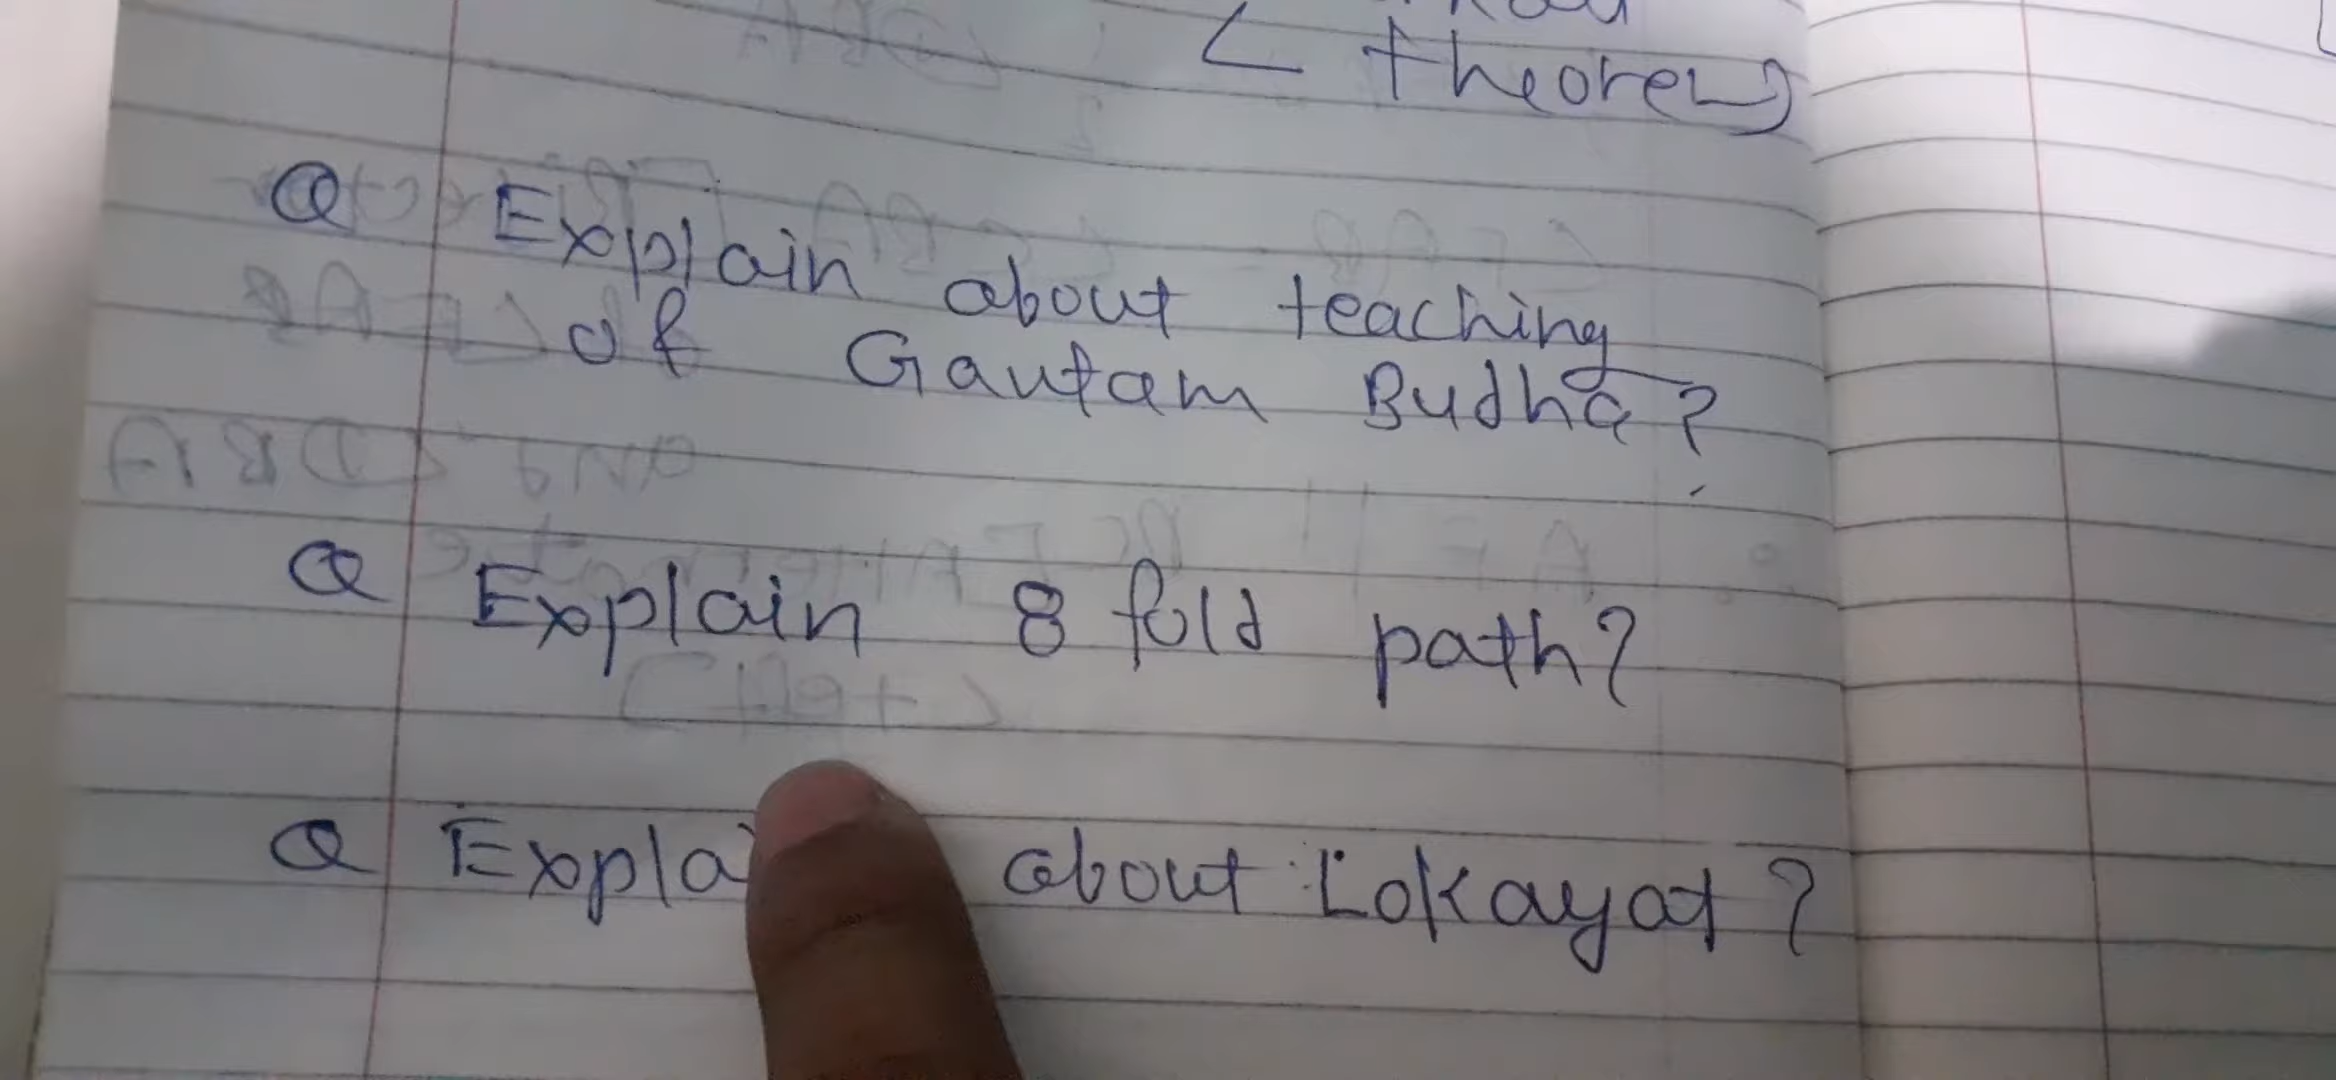 < theorem)
Q Explain about teaching
of Gautam Budha?
Q Explain 8 fold path?
Q Expla about Lokayat?